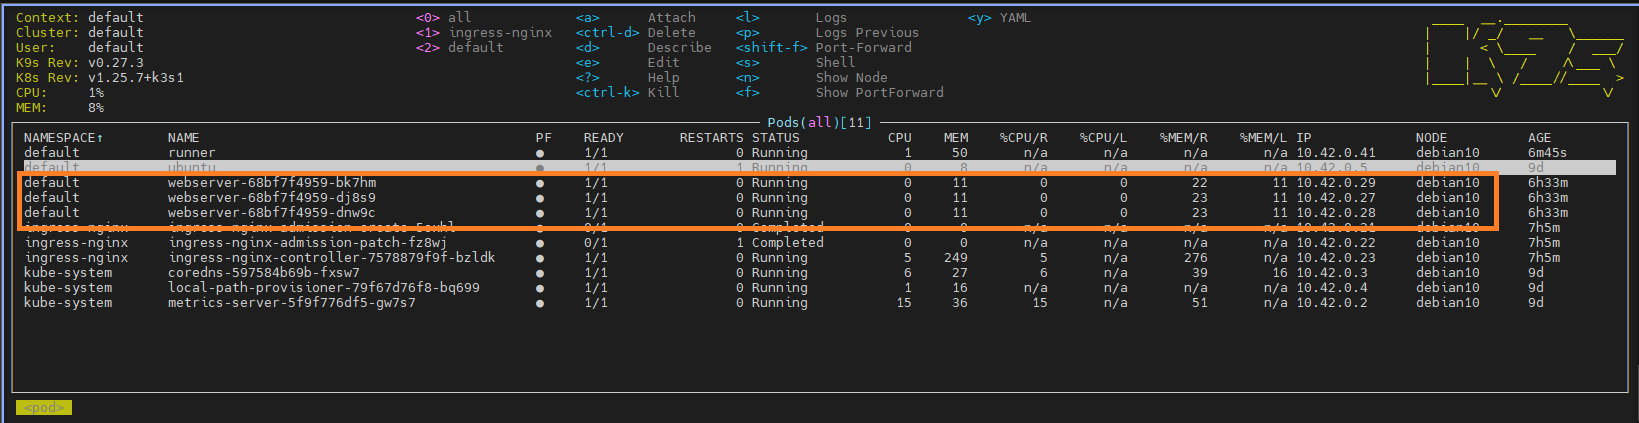 Context: default <0> all <a> Attach <l> Logs <y> YAML
Cluster: default <1> ingress-nginx <ctrl-d> Delete <p> Logs Previous
User: default <2> default <d> Describe <shift-f> Port-Forward
K9s Rev: v0.27.3 <e> Edit <s> Shell
K8s Rev: v1.25.7+k3s1 <?> Help <n> Show Node
CPU: 1% <ctrl-k> Kill <f> Show PortForward
MEM: 8%
Pods(all)[11]
NAMESPACE↑ NAME PF READY RESTARTS STATUS CPU MEM %CPU/R %CPU/L %MEM/R %MEM/L IP NODE AGE
default runner ● 1/1 0 Running 1 50 n/a n/a n/a n/a 10.42.0.41 debian10 6m45s
default ubuntu ● 1/1 1 Running 0 8 n/a n/a n/a n/a 10.42.0.5 debian10 9d
default webserver-68bf7f4959-bk7hm ● 1/1 0 Running 0 11 0 0 22 11 10.42.0.29 debian10 6h33m
default webserver-68bf7f4959-dj8s9 ● 1/1 0 Running 0 11 0 0 23 11 10.42.0.27 debian10 6h33m
default webserver-68bf7f4959-dnw9c ● 1/1 0 Running 0 11 0 0 23 11 10.42.0.28 debian10 6h33m
ingress-nginx ● 0/1 0 Completed 0 0 n/a n/a n/a n/a 10.42.0.21 debian10 7h5m
ingress-nginx ingress-nginx-admission-patch-fz8wj ● 0/1 1 Completed 0 0 n/a n/a n/a n/a 10.42.0.22 debian10 7h5m
ingress-nginx ingress-nginx-controller-7578879f9f-bzldk ● 1/1 0 Running 5 249 5 n/a 276 n/a 10.42.0.23 debian10 7h5m
kube-system coredns-597584b69b-fxsw7 ● 1/1 0 Running 6 27 6 n/a 39 16 10.42.0.3 debian10 9d
kube-system local-path-provisioner-79f67d76f8-bq699 ● 1/1 0 Running 1 16 n/a n/a n/a n/a 10.42.0.4 debian10 9d
kube-system metrics-server-5f9f776df5-gw7s7 ● 1/1 0 Running 15 36 15 n/a 51 n/a 10.42.0.2 debian10 9d
<pod>